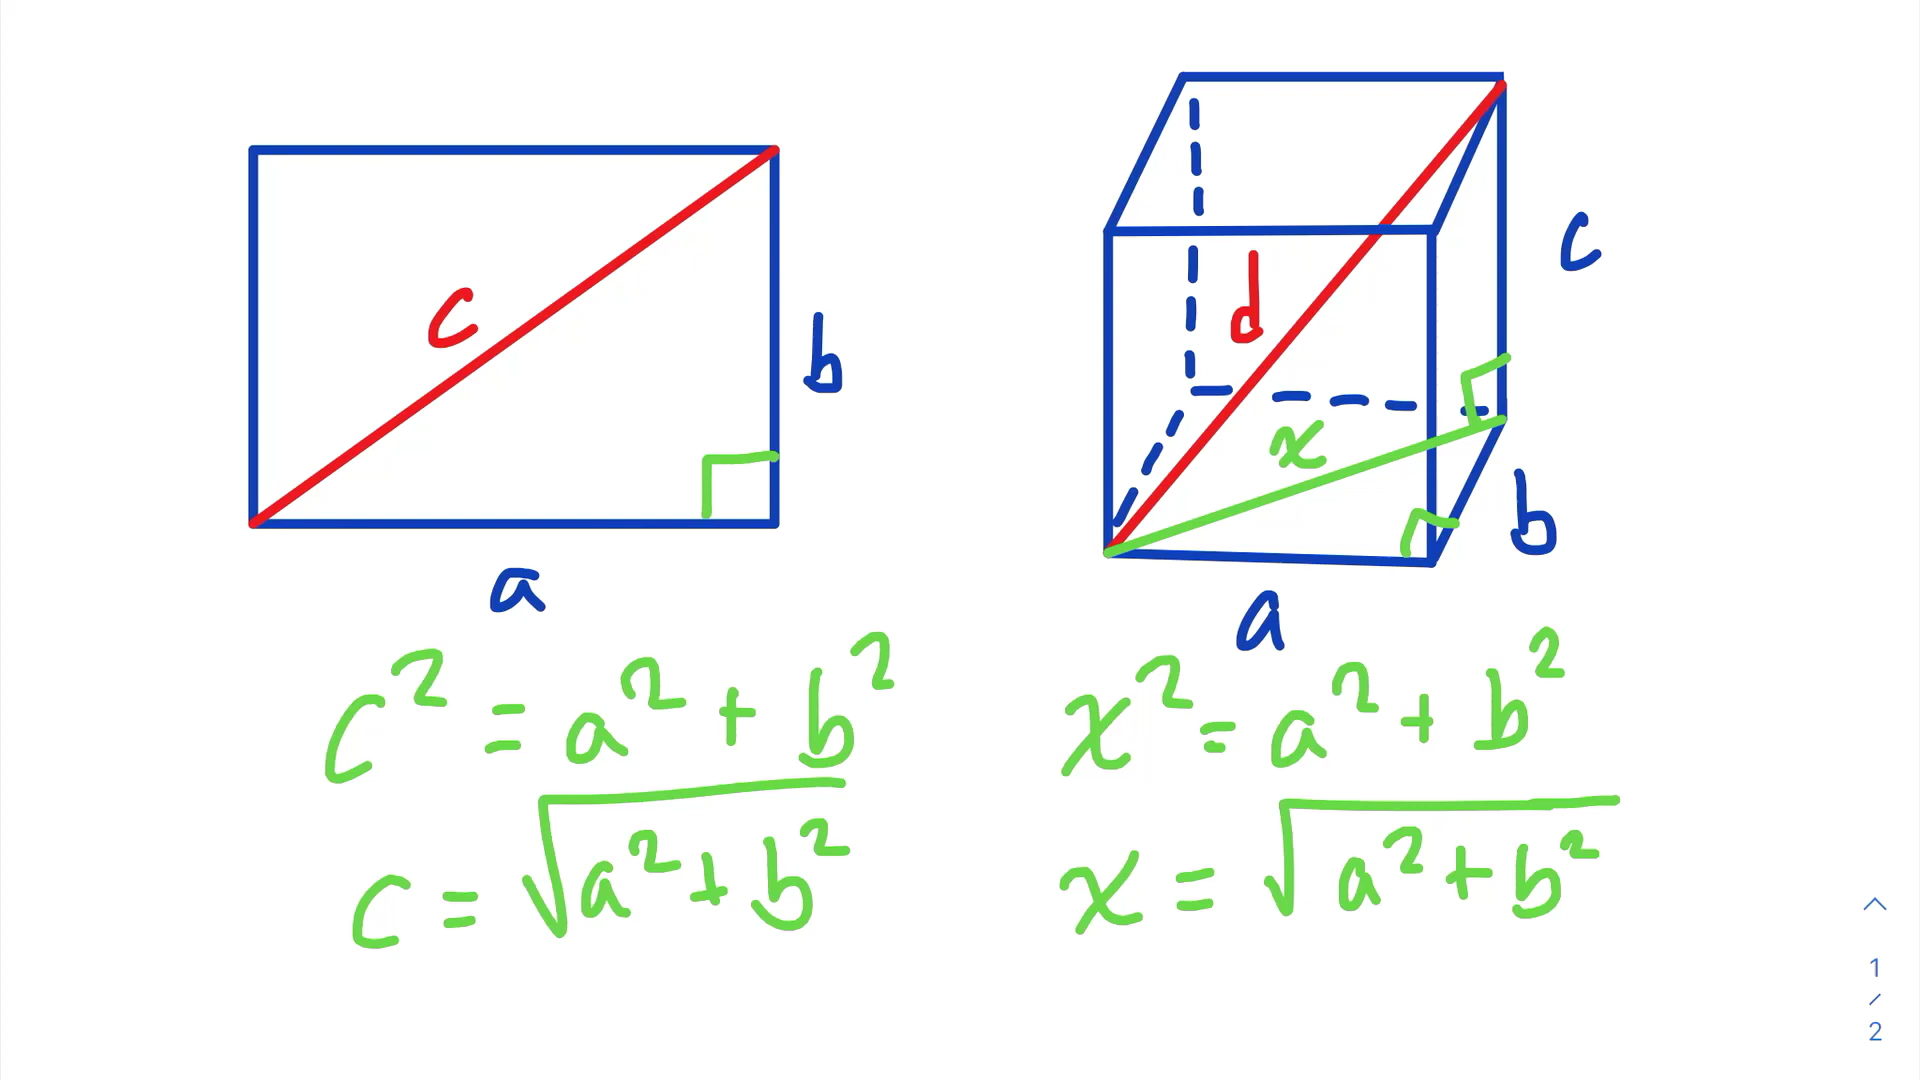 c
b
a
c² = a² + b²
c = √a² + b²
c
d
x
b
a
x² = a² + b²
x = √a² + b²
1
/
2